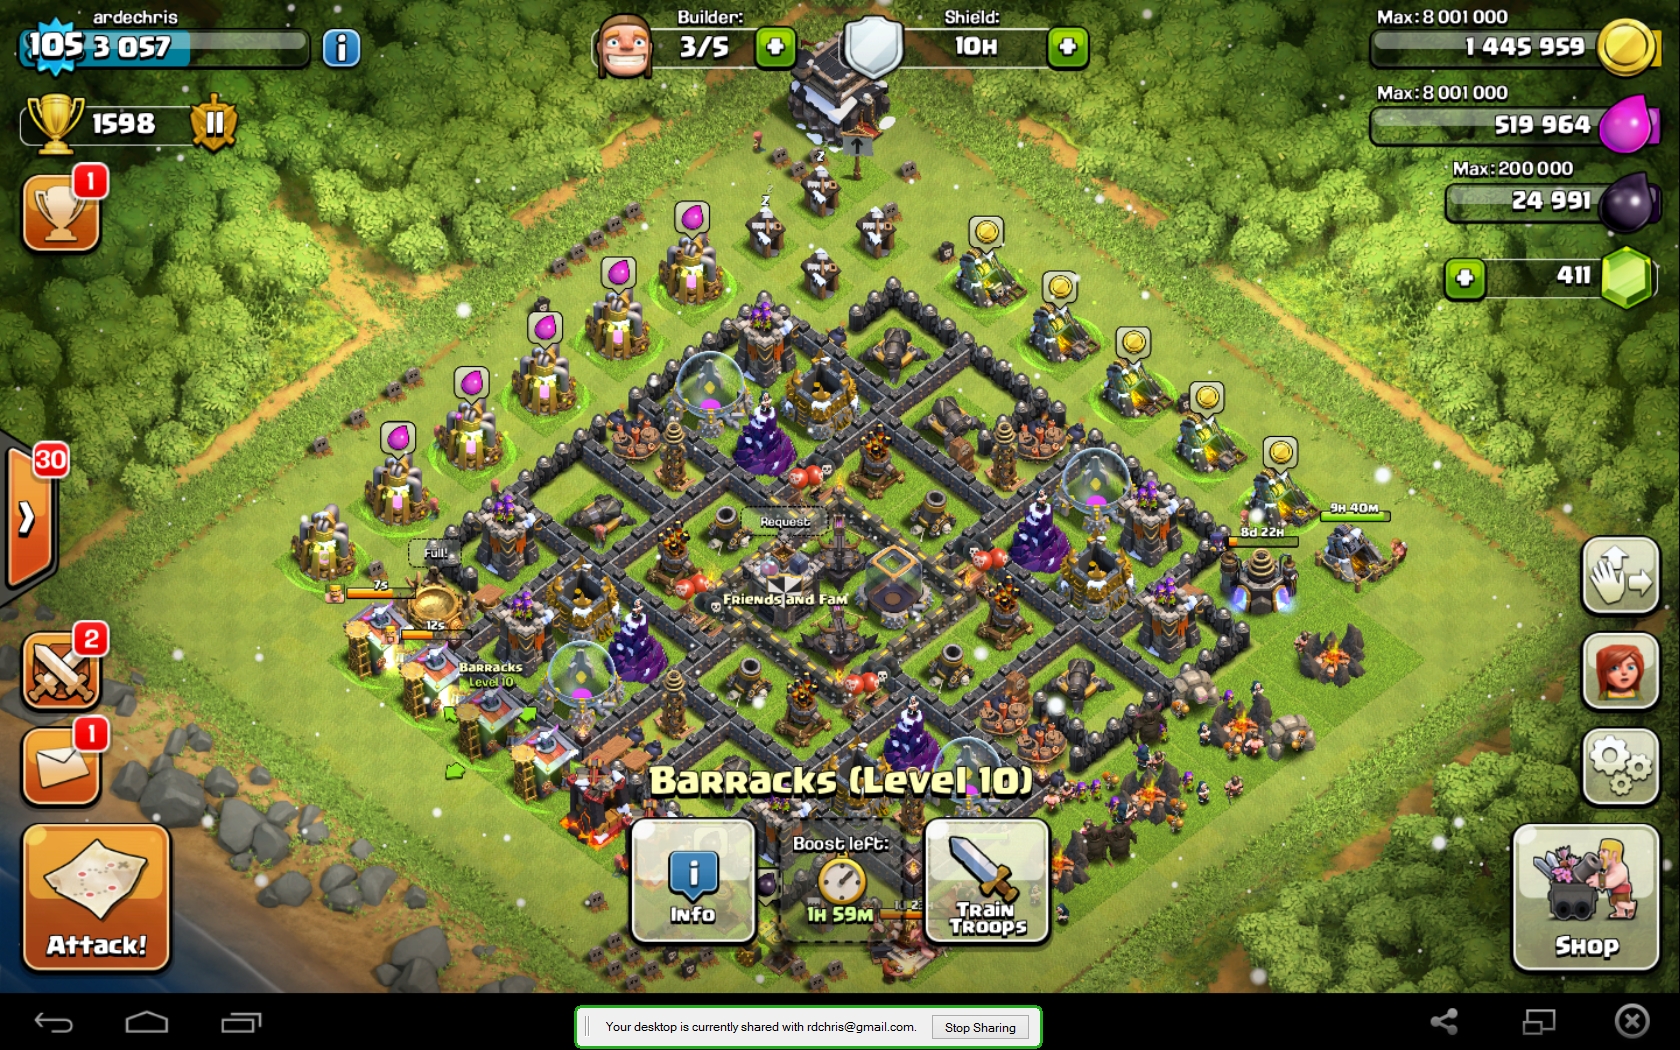 ardechris
105
3 057
Builder:
3/5
Shield:
10H
Max: 8 001 000
1 445 959
Max: 8 001 000
519 964
Max: 200 000
24 991
411
1598
II
1
30
2
1
Attack!
z
z
Request
Friends and Fam
Full!
7s
12s
Barracks
Level 10
8d 22H
9H 40M
Barracks (Level 10)
i
Info
Boost left:
1H 59M
Train
Troops
Shop
Your desktop is currently shared with rdchris@gmail.com.
Stop Sharing